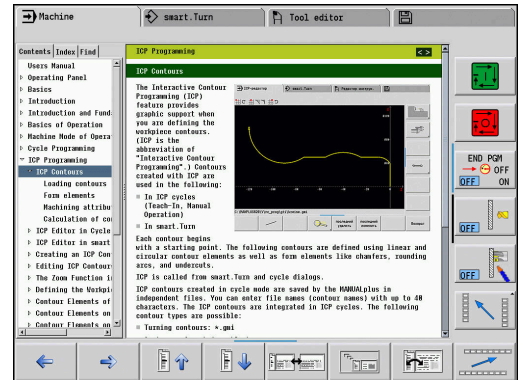 Machine
smart.Turn
Tool editor
Contents Index Find
Users Manual
Operating Panel
Basics
Introduction
Introduction and Funda
Basics of Operation
Machine Mode of Operat
Cycle Programming
ICP Programming
ICP Contours
Loading contours
Form elements
Machining attribu
Calculation of con
ICP Editor in Cycle
ICP Editor in smart
Creating an ICP Con
Editing ICP Contours
The Zoom Function in
Defining the Workpie
Contour Elements of
Contour Elements on
Contour Elements on
ICP Programming
<>
ICP Contours
The Interactive Contour
Programming (ICP)
feature provides
graphic support when
you are defining the
workpiece contours.
(ICP is the
abbreviation of
"Interactive Contour
Programming".) Contours
created with ICP are
used in the following:
In ICP cycles
(Teach-In, Manual
Operation)
In smart.Turn
Each contour begins
with a starting point. The following contours are defined using linear and
circular contour elements as well as form elements like chamfers, rounding
arcs, and undercuts.
ICP is called from smart.Turn and cycle dialogs.
ICP contours created in cycle mode are saved by the MANUALplus in
independent files. You can enter file names (contour names) with up to 40
characters. The ICP contours are integrated in ICP cycles. The following
contour types are possible:
Turning contours: *.gmi
END PGM
OFF
OFF ON
OFF
OFF